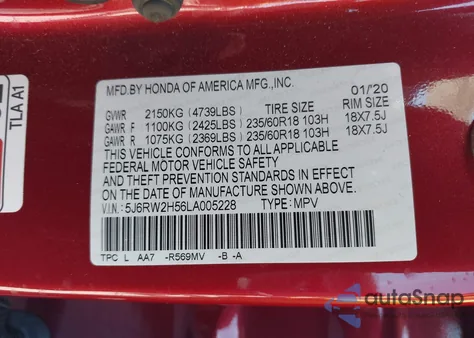 MFD.BY HONDA OF AMERICA MFG.,INC. 01/'20
GVWR 2150KG (4739LBS) TIRE SIZE RIM SIZE
GAWR F 1100KG (2425LBS) 235/60R18 103H 18X7.5J
GAWR R 1075KG (2369LBS) 235/60R18 103H 18X7.5J
THIS VEHICLE CONFORMS TO ALL APPLICABLE
FEDERAL MOTOR VEHICLE SAFETY
AND THEFT PREVENTION STANDARDS IN EFFECT
ON THE DATE OF MANUFACTURE SHOWN ABOVE.
V.I.N.:5J6RW2H56LA005228 TYPE:MPV
TPC L AA7 -R569MV -B -A
TLA A1
autoSnap